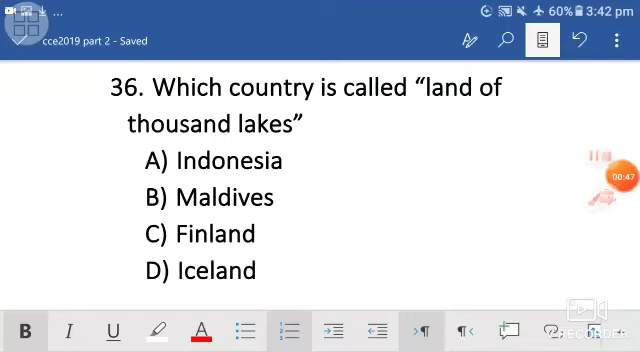 60% 3:42 pm
cce2019 part 2 - Saved
36. Which country is called “land of
thousand lakes”
A) Indonesia
B) Maldives
C) Finland
D) Iceland
00:47
B I U A